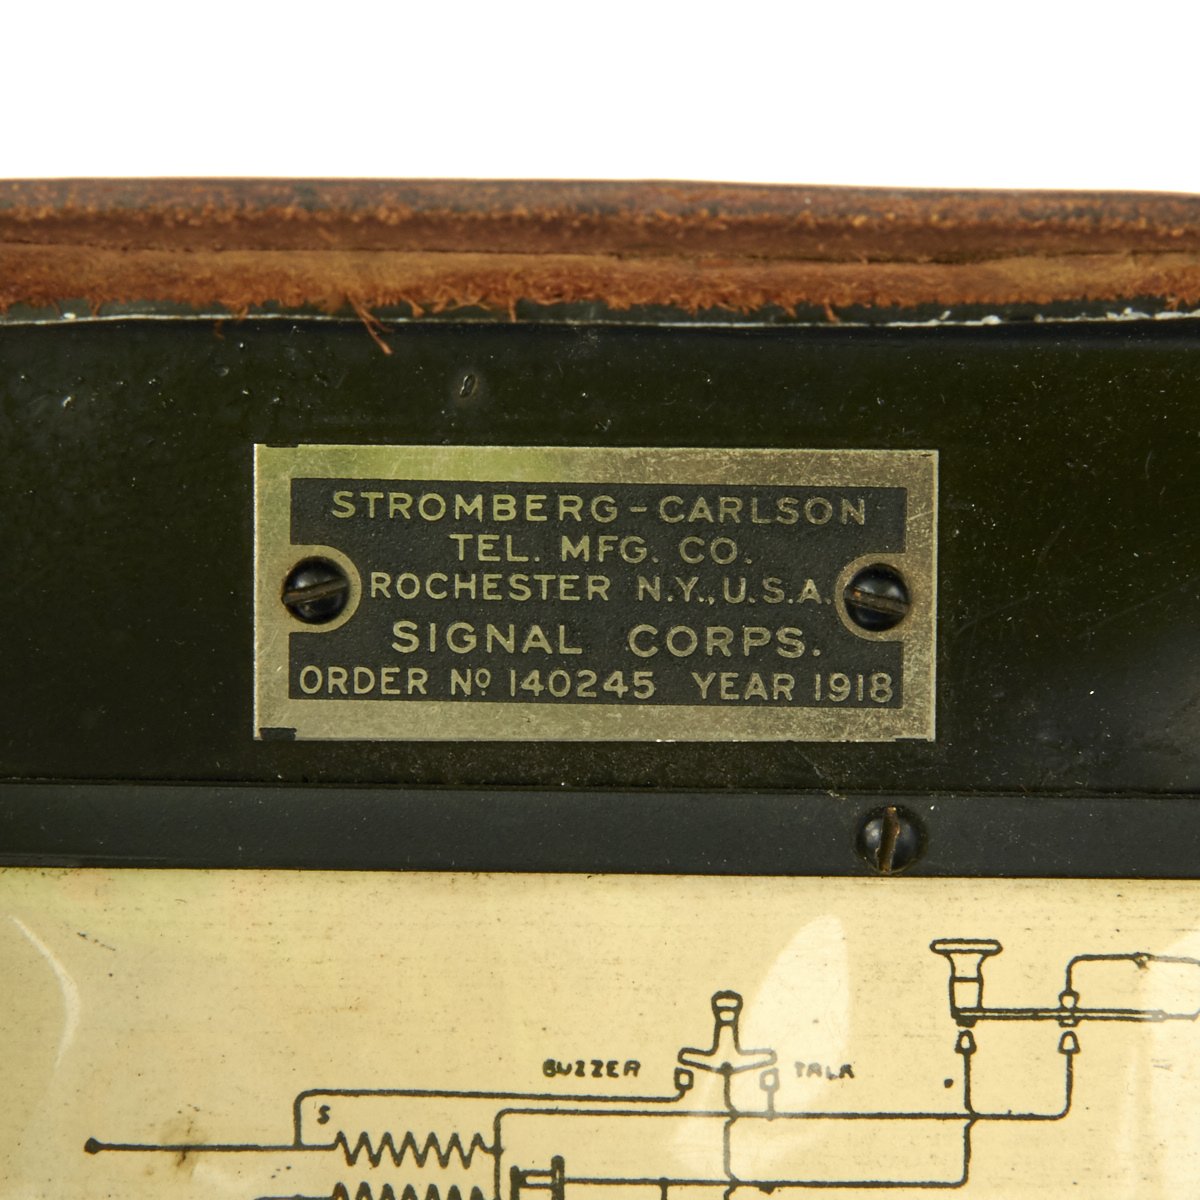 STROMBERG-CARLSON
TEL. MFG. CO.
ROCHESTER N.Y., U.S.A.
SIGNAL CORPS.
ORDER Nº 140245 YEAR 1918
BUZZER TALK
S